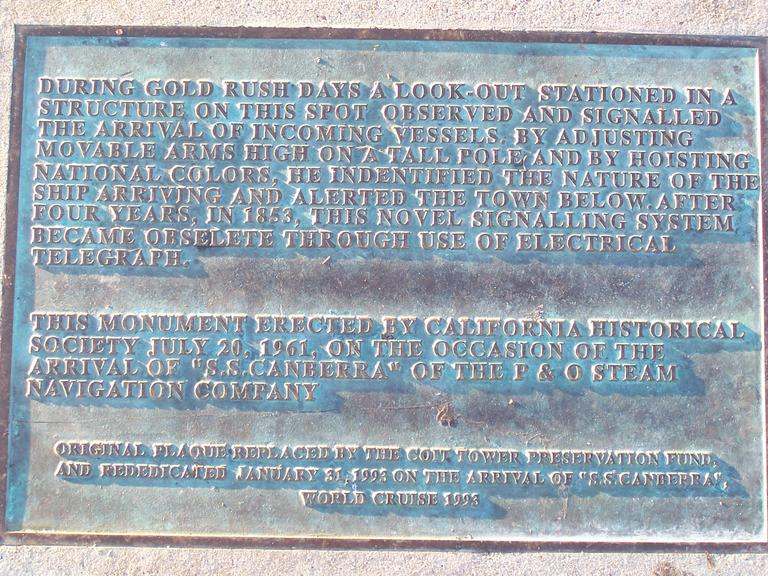 DURING GOLD RUSH DAYS A LOOK-OUT STATIONED IN A
STRUCTURE ON THIS SPOT OBSERVED AND SIGNALLED
THE ARRIVAL OF INCOMING VESSELS. BY ADJUSTING
MOVABLE ARMS HIGH ON A TALL POLE AND BY HOISTING
NATIONAL COLORS, HE INDENTIFIED THE NATURE OF THE
SHIP ARRIVING AND ALERTED THE TOWN BELOW. AFTER
FOUR YEARS, IN 1853, THIS NOVEL SIGNALLING SYSTEM
BECAME OBSELETE THROUGH USE OF ELECTRICAL
TELEGRAPH.
THIS MONUMENT ERECTED BY CALIFORNIA HISTORICAL
SOCIETY JULY 20, 1961, ON THE OCCASION OF THE
ARRIVAL OF "S.S.CANBERRA" OF THE P & O STEAM
NAVIGATION COMPANY
ORIGINAL PLAQUE REPLACED BY THE COIT TOWER PRESERVATION FUND,
AND REDEDICATED JANUARY 31, 1993 ON THE ARRIVAL OF "S.S.CANBERRA",
WORLD CRUISE 1993